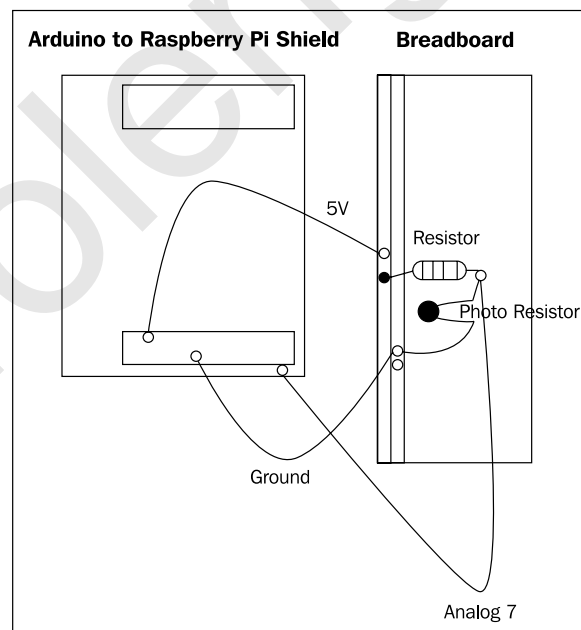 Arduino to Raspberry Pi Shield
Breadboard
5V
Resistor
Photo Resistor
Ground
Analog 7